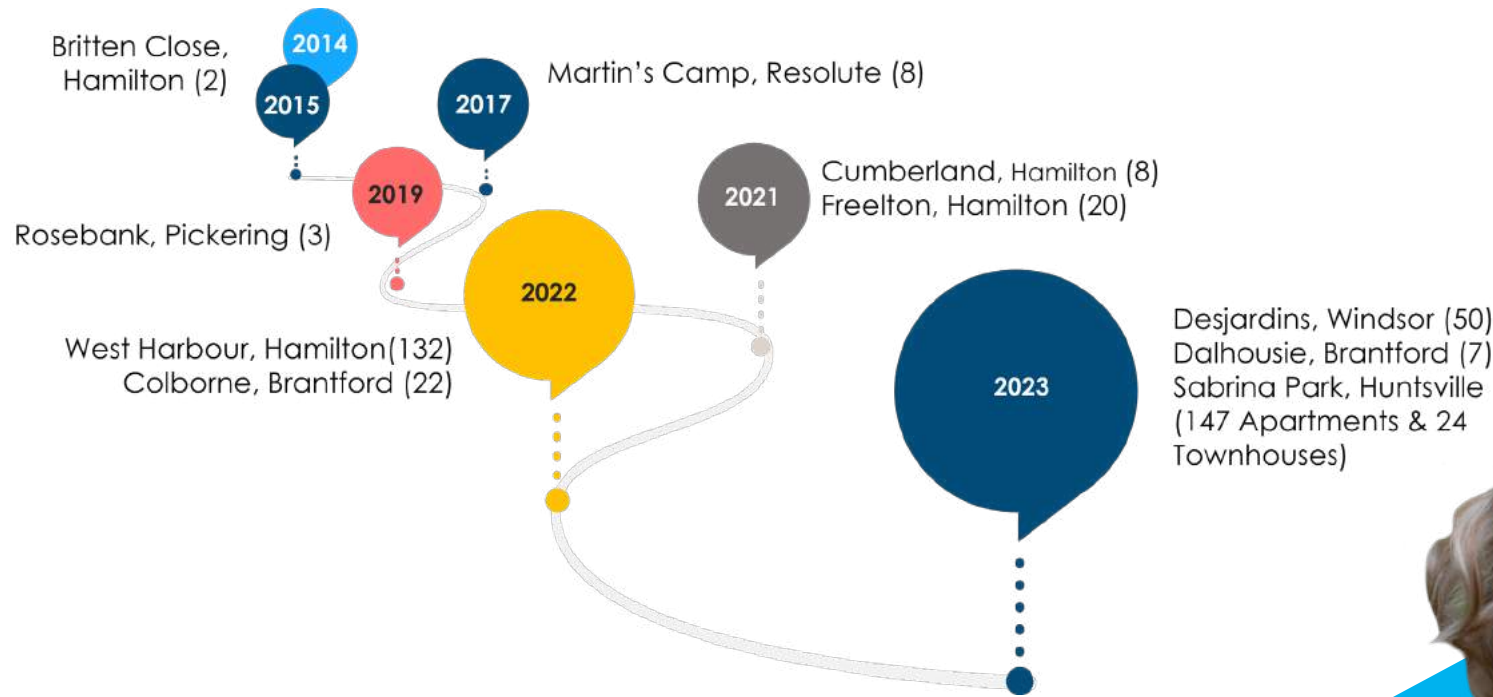 Britten Close,
Hamilton (2)
2014
2015
2017
Martin's Camp, Resolute (8)
2019
Rosebank, Pickering (3)
2021
Cumberland, Hamilton (8)
Freelton, Hamilton (20)
2022
West Harbour, Hamilton(132)
Colborne, Brantford (22)
2023
Desjardins, Windsor (50)
Dalhousie, Brantford (7)
Sabrina Park, Huntsville
(147 Apartments & 24
Townhouses)